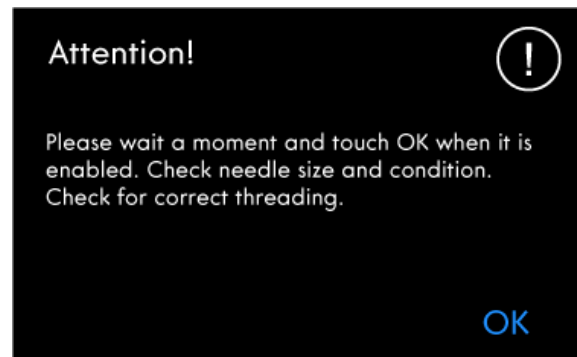 Attention!
Please wait a moment and touch OK when it is
enabled. Check needle size and condition.
Check for correct threading.
OK